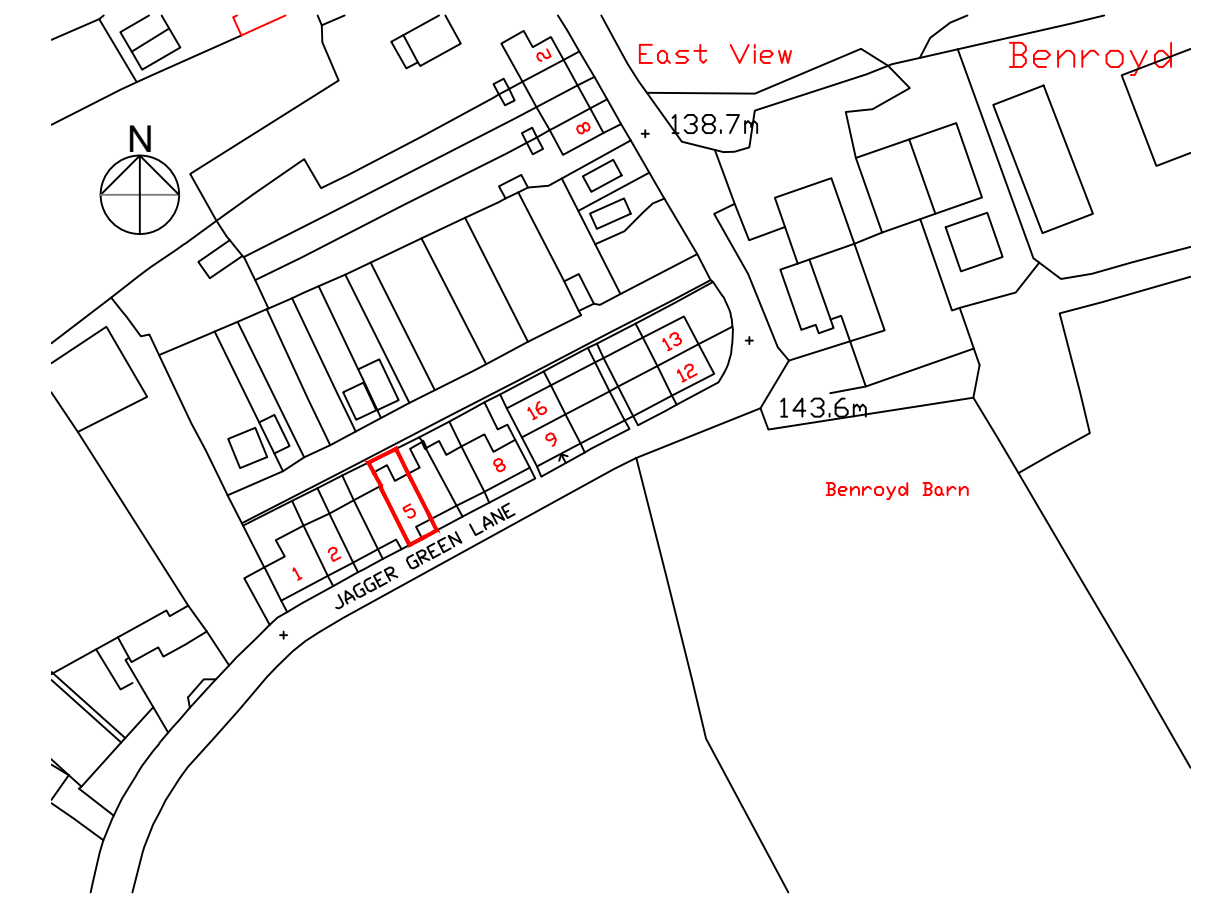 East View
Benroyd
2
8
138.7m
N
13
12
16
9
143.6m
8
5
2
1
Benroyd Barn
JAGGER GREEN LANE